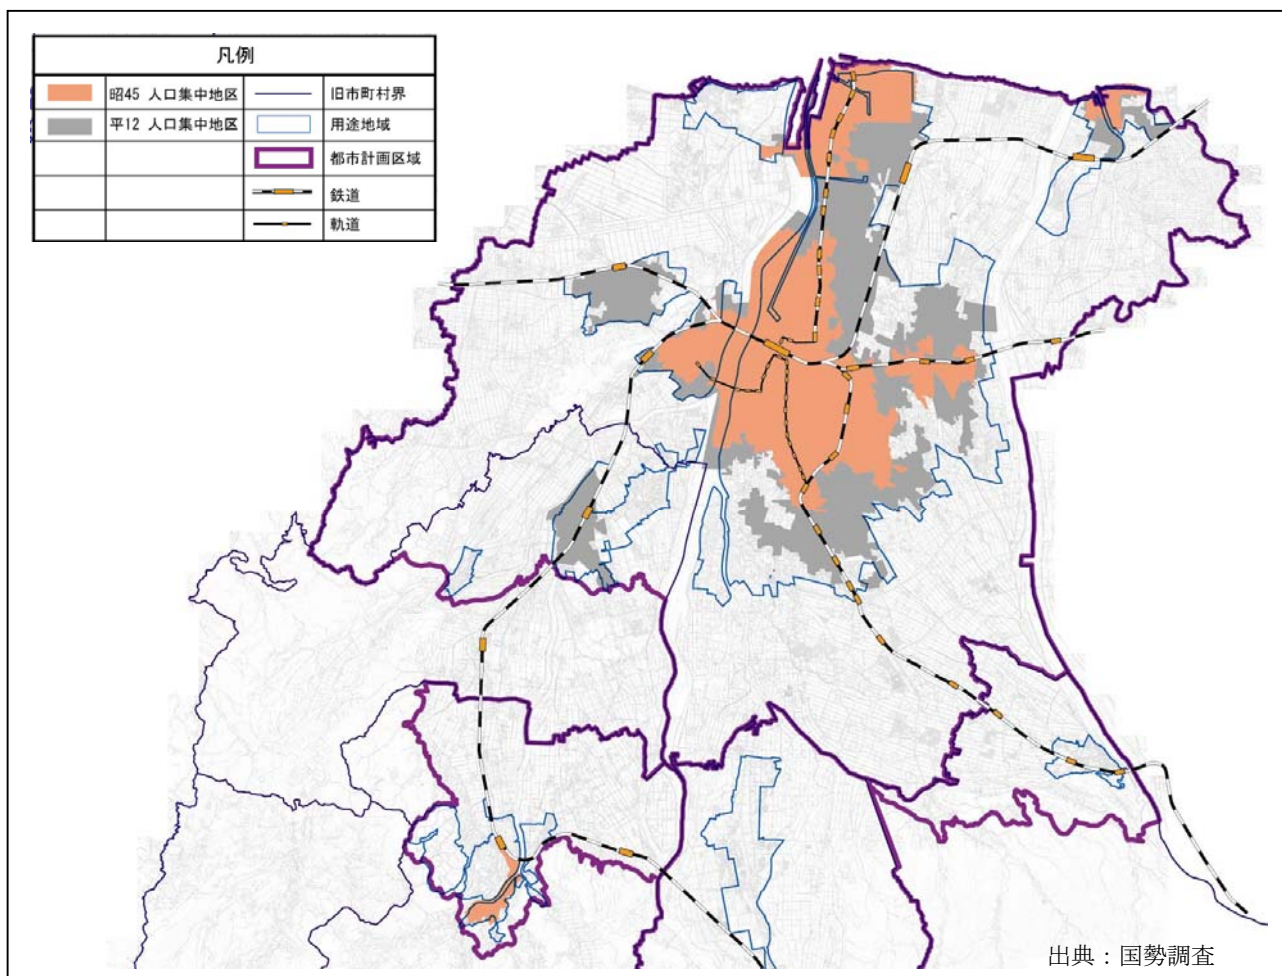 凡例
昭45 人口集中地区 旧市町村界
平12 人口集中地区 用途地域
都市計画区域
鉄道
軌道
出典：国勢調査